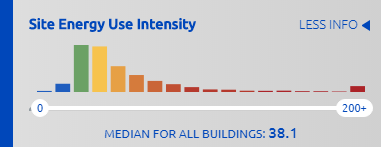 Site Energy Use Intensity
LESS INFO
0
200+
MEDIAN FOR ALL BUILDINGS: 38.1